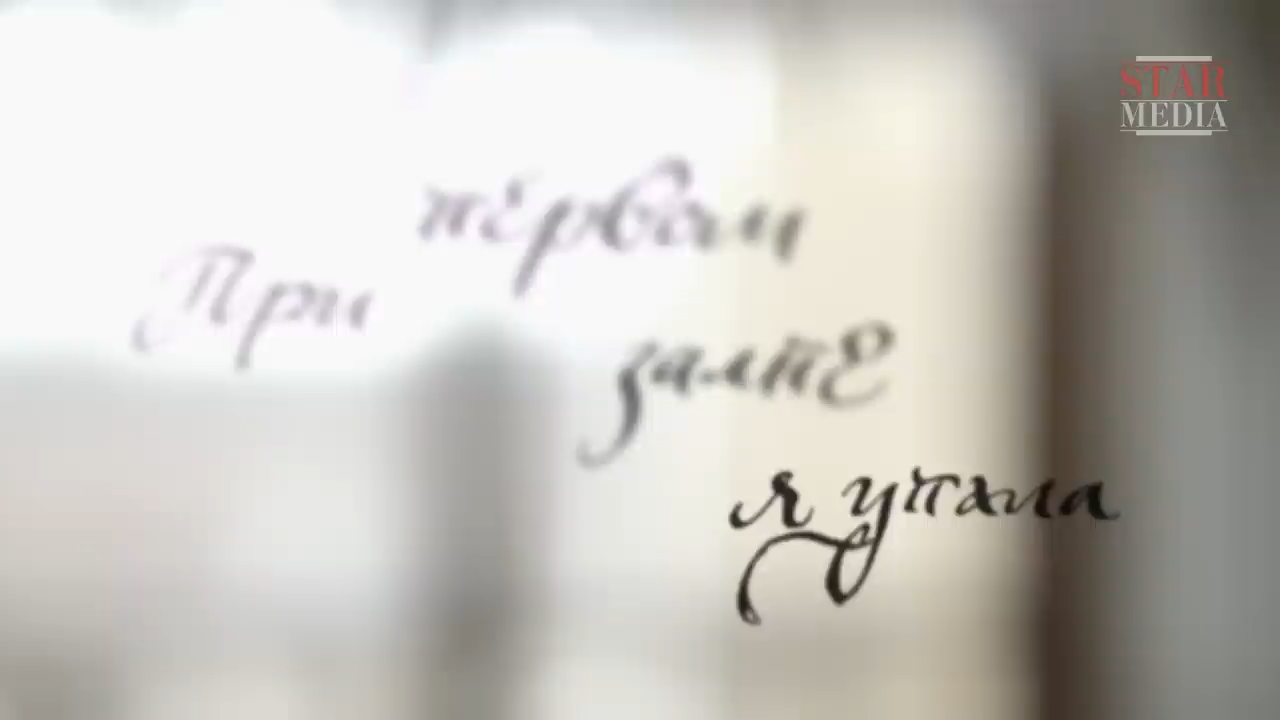 STAR
MEDIA
При
первом
залпе
я упала